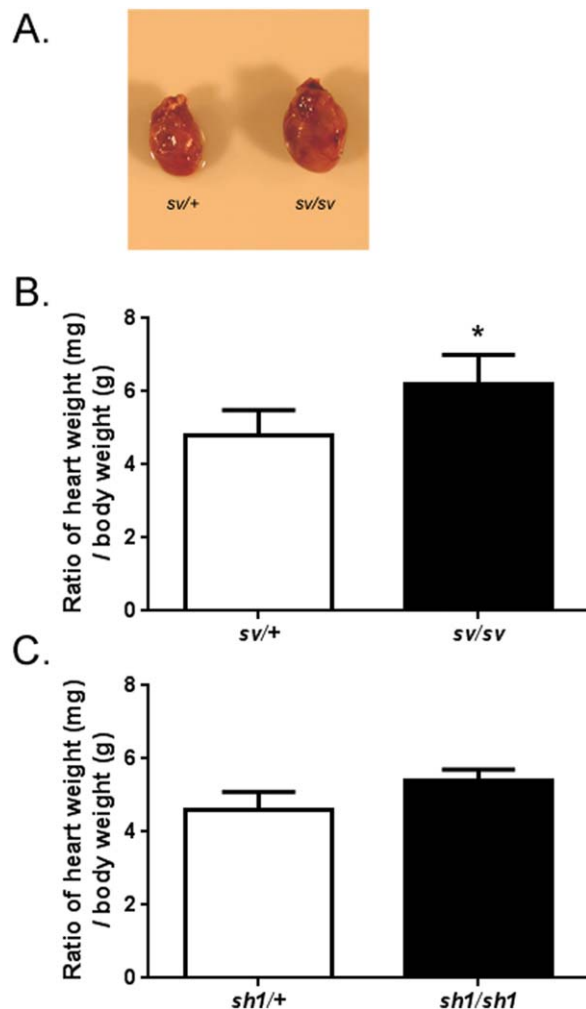 A.
sv/+ sv/sv
B.
Ratio of heart weight (mg)
/ body weight (g)
8
6
4
2
0
*
sv/+ sv/sv
C.
Ratio of heart weight (mg)
/ body weight (g)
8
6
4
2
0
sh1/+ sh1/sh1